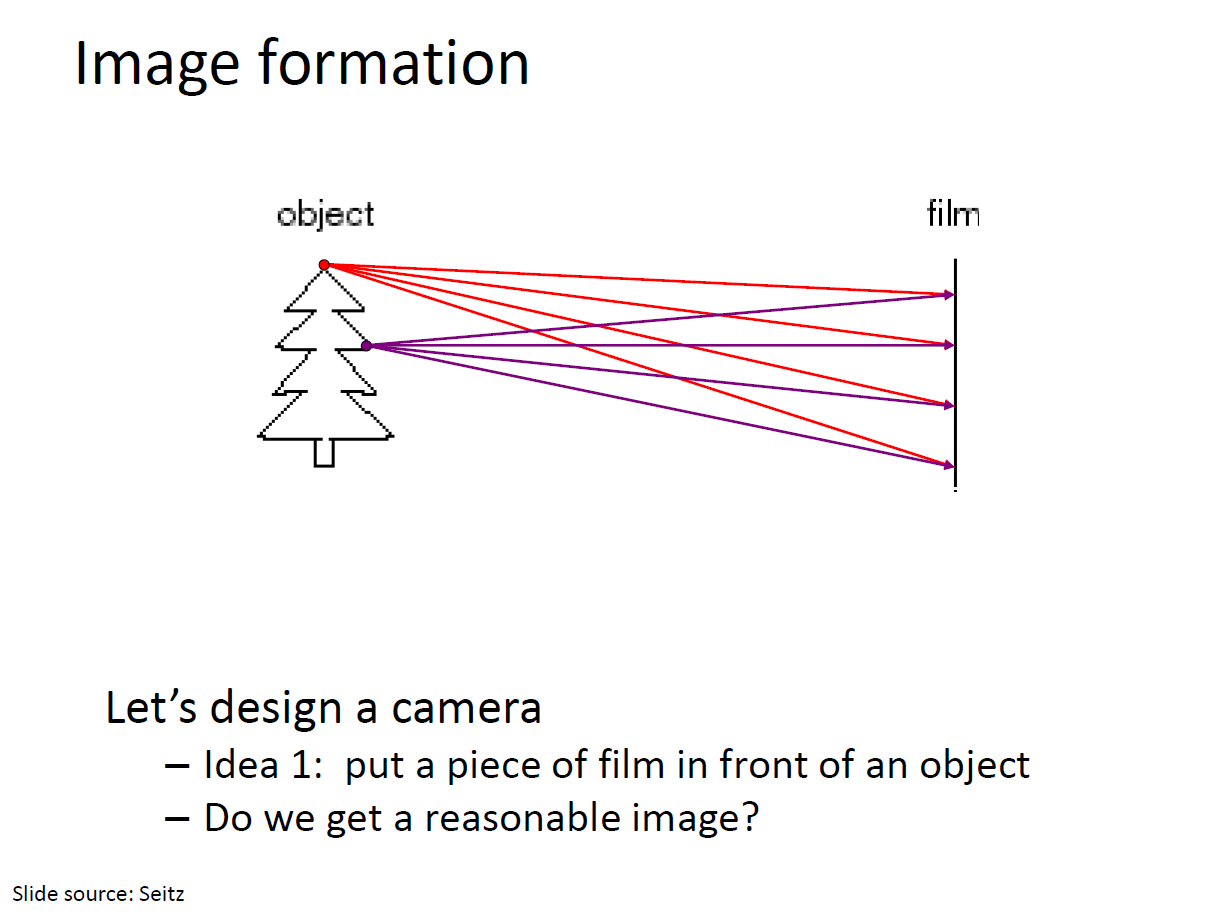 Image formation
object
film
Let’s design a camera
– Idea 1:  put a piece of film in front of an object
– Do we get a reasonable image?
Slide source: Seitz